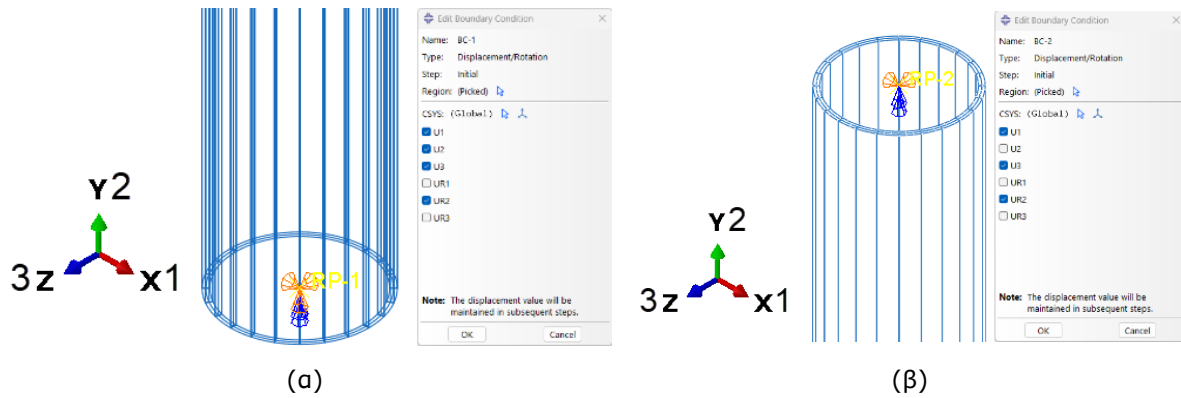 Edit Boundary Condition
Name: BC-1
Type: Displacement/Rotation
Step: Initial
Region: (Picked)
CSYS: (Global)
U1
U2
U3
UR1
UR2
UR3
Note: The displacement value will be
maintained in subsequent steps.
OK Cancel
RP-1
Y2
3Z X1
(α)
Edit Boundary Condition
Name: BC-2
Type: Displacement/Rotation
Step: Initial
Region: (Picked)
CSYS: (Global)
U1
U2
U3
UR1
UR2
UR3
Note: The displacement value will be
maintained in subsequent steps.
OK Cancel
RP-2
Y2
3Z X1
(β)